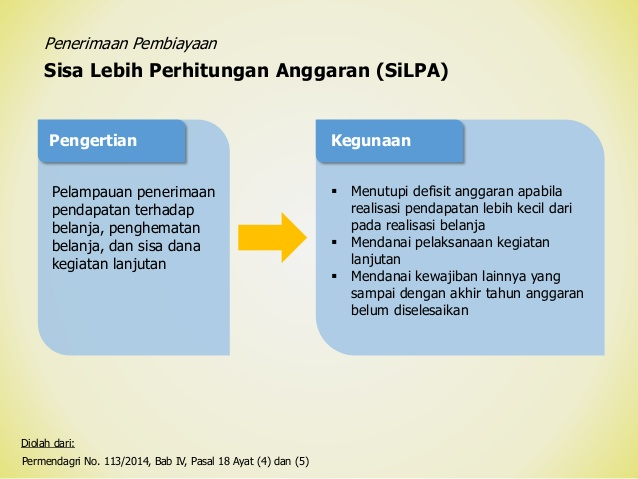 Penerimaan Pembiayaan
Sisa Lebih Perhitungan Anggaran (SiLPA)
Pengertian
Pelampauan penerimaan
pendapatan terhadap
belanja, penghematan
belanja, dan sisa dana
kegiatan lanjutan
Kegunaan
▪ Menutupi defisit anggaran apabila
realisasi pendapatan lebih kecil dari
pada realisasi belanja
▪ Mendanai pelaksanaan kegiatan
lanjutan
▪ Mendanai kewajiban lainnya yang
sampai dengan akhir tahun anggaran
belum diselesaikan
Diolah dari:
Permendagri No. 113/2014, Bab IV, Pasal 18 Ayat (4) dan (5)